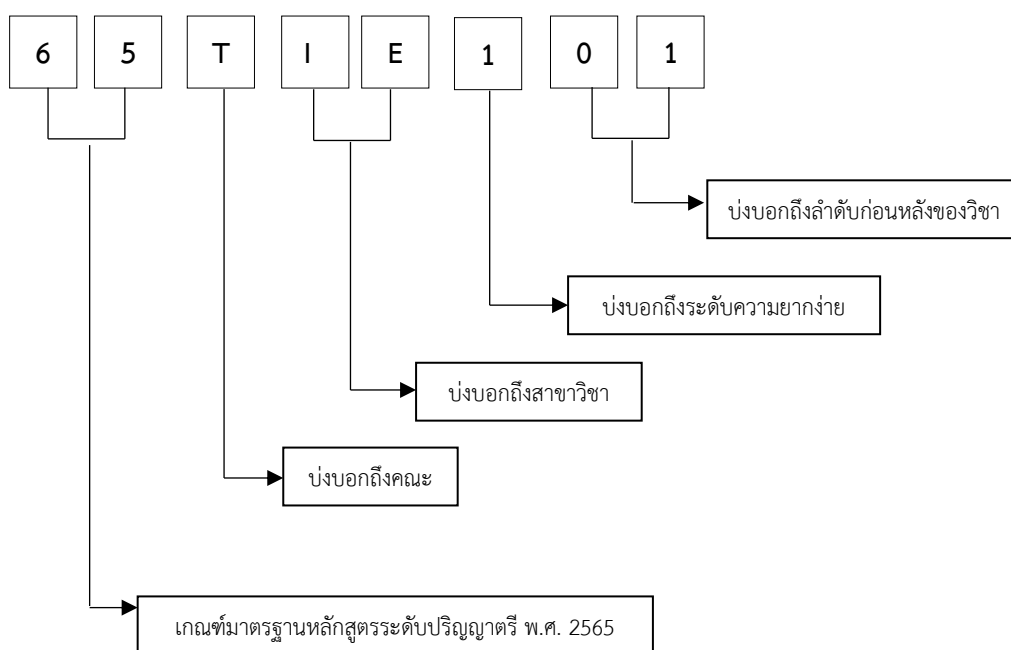 6 5 T I E 1 0 1
บ่งบอกถึงลำดับก่อนหลังของวิชา
บ่งบอกถึงระดับความยากง่าย
บ่งบอกถึงสาขาวิชา
บ่งบอกถึงคณะ
เกณฑ์มาตรฐานหลักสูตรระดับปริญญาตรี พ.ศ. 2565